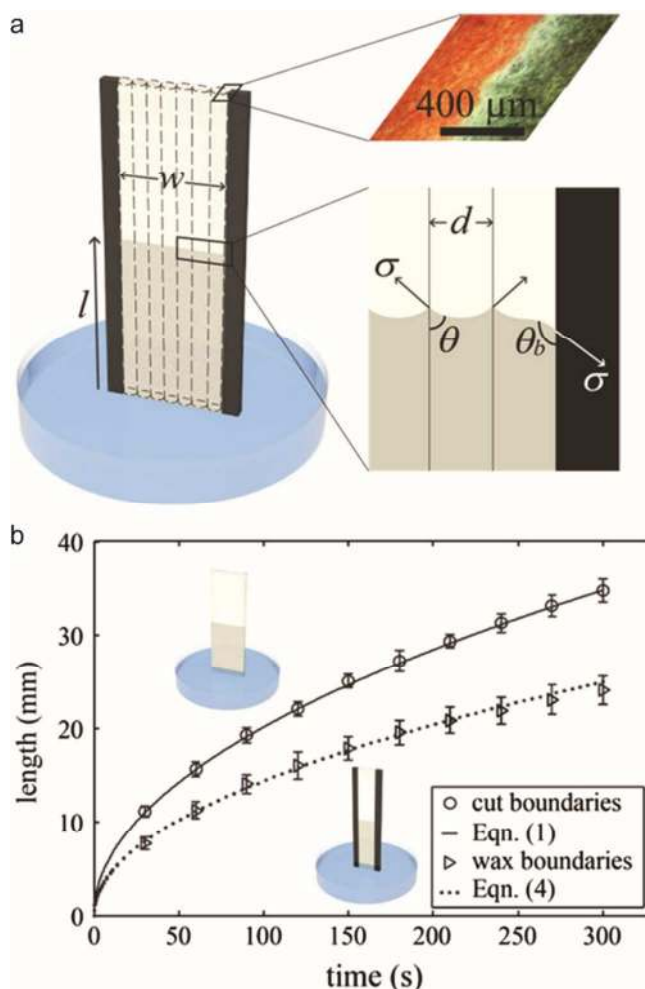 a
400 μm
w
d
σ
l
θ
θb
σ
b
40
30
20
10
0
length (mm)
0 50 100 150 200 250 300
time (s)
cut boundaries
Eqn. (1)
wax boundaries
Eqn. (4)